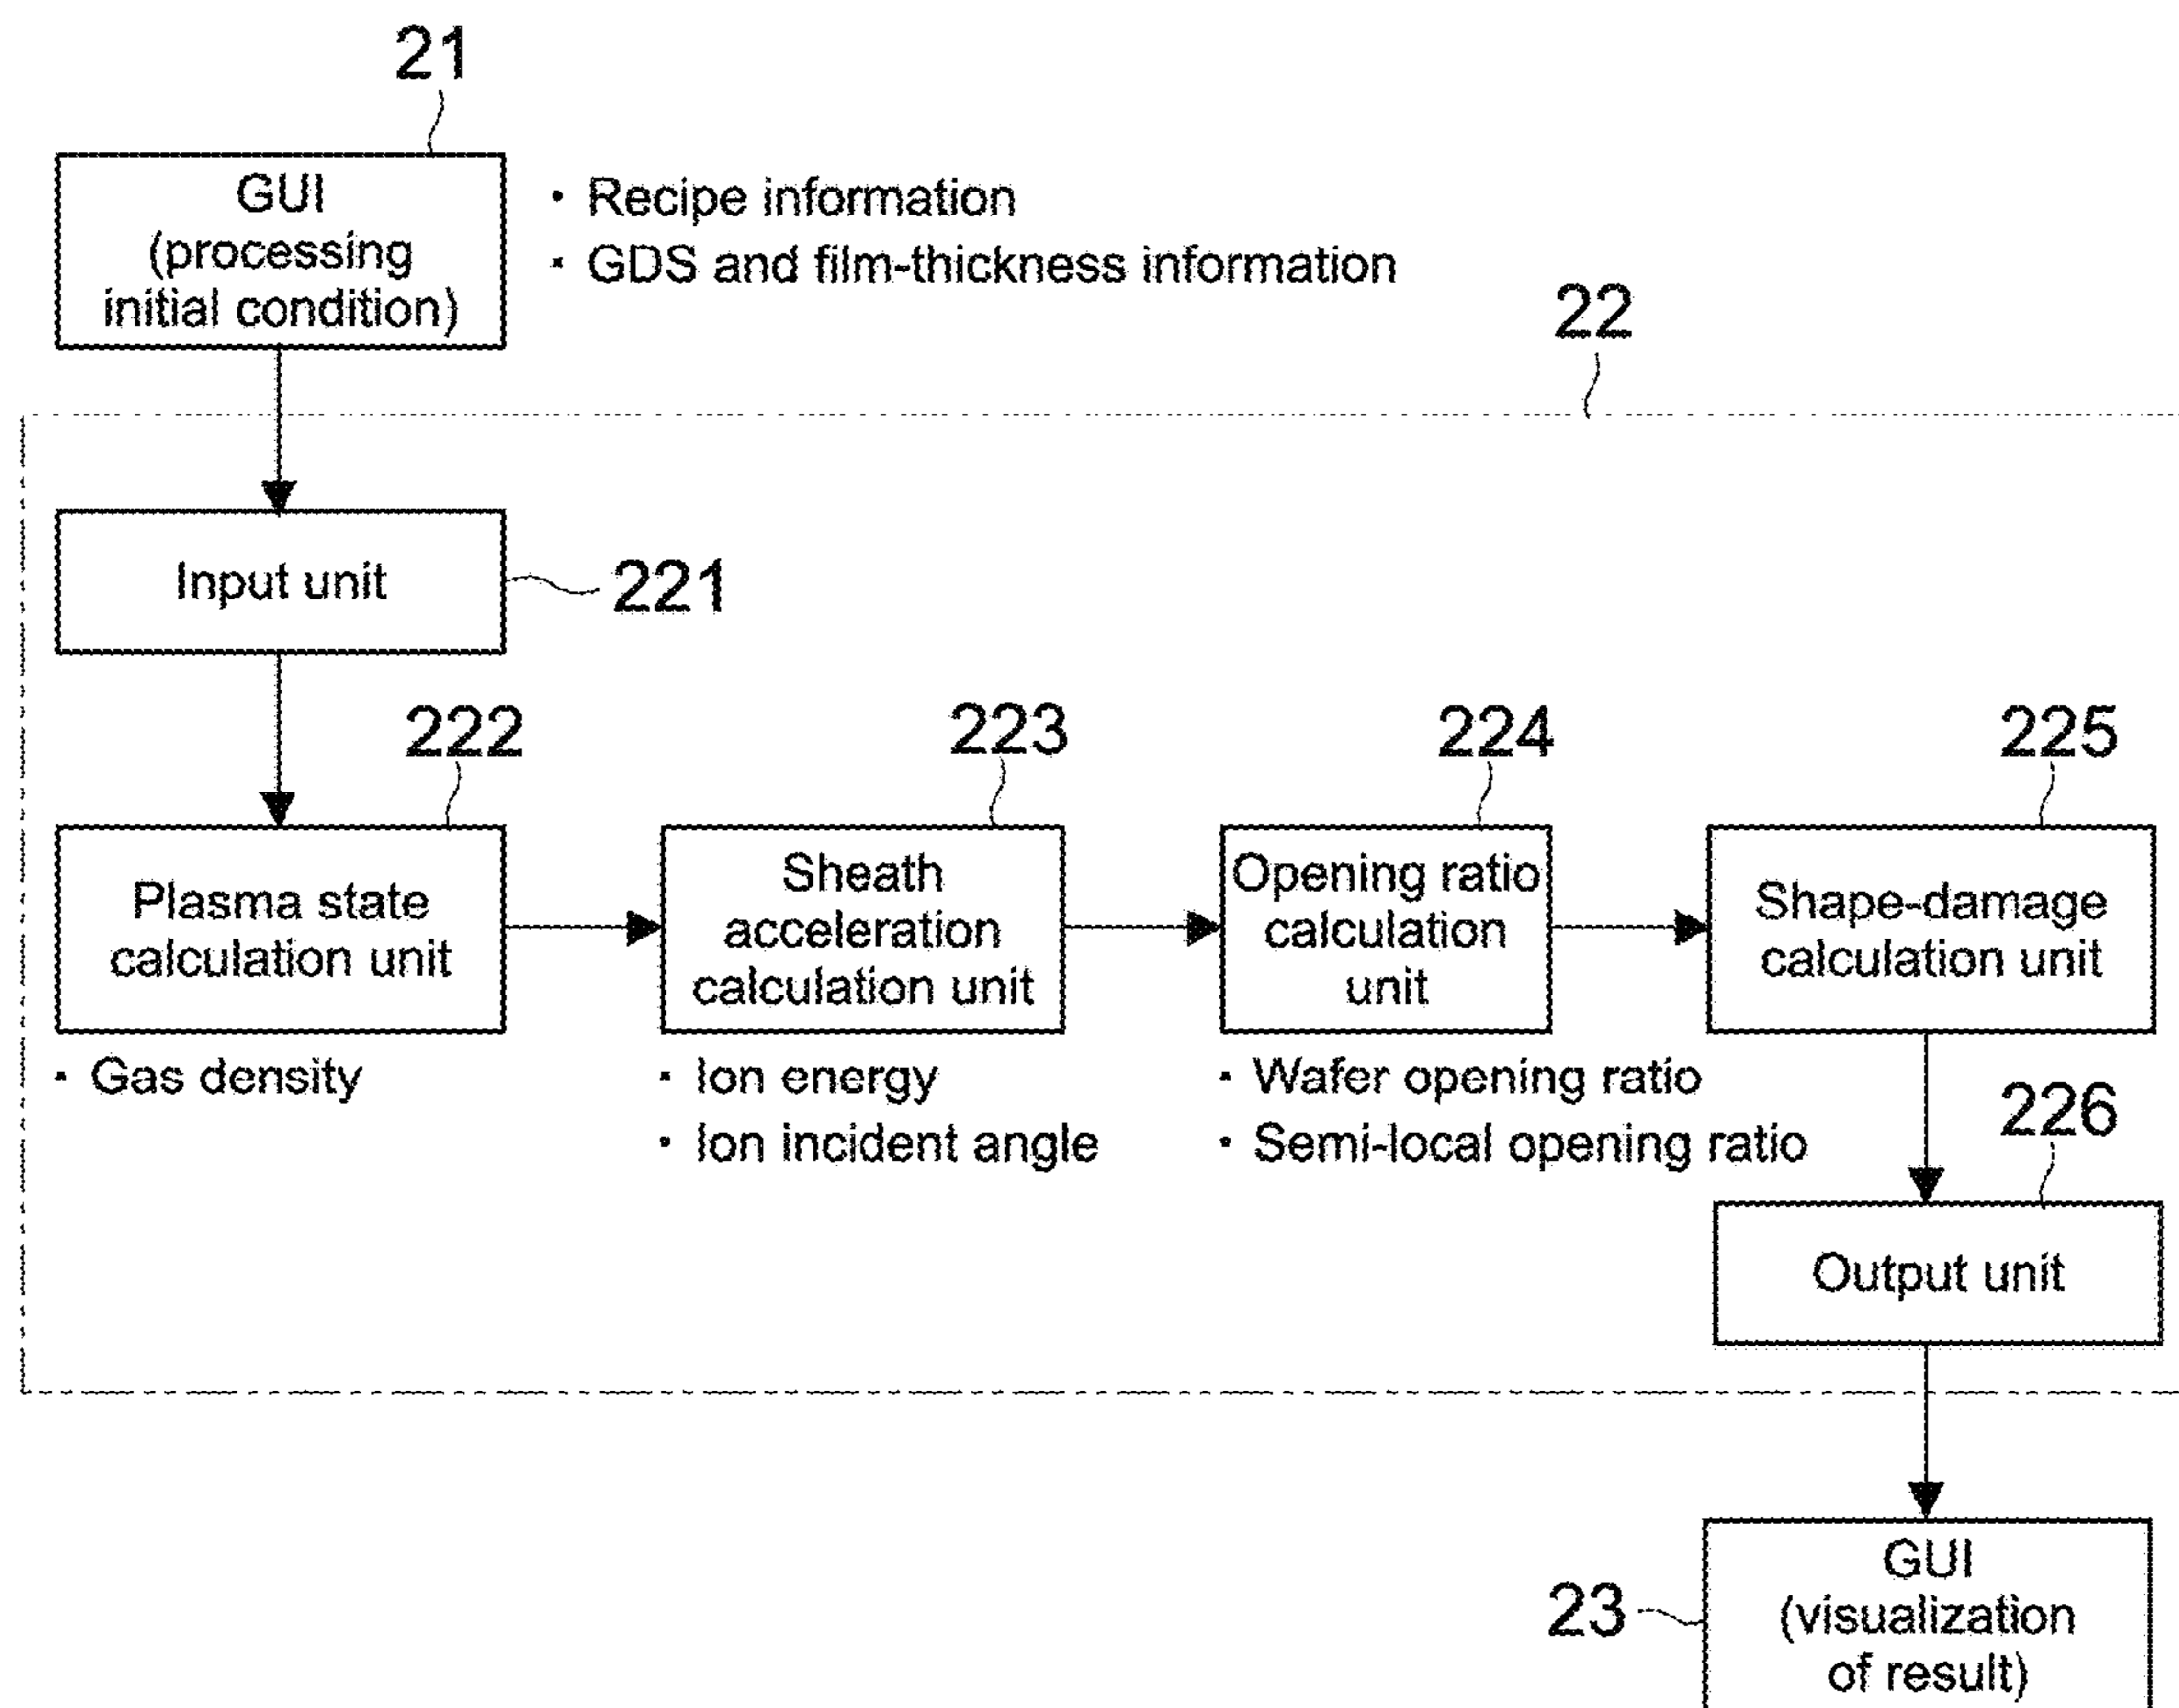 21
GUI
(processing
initial condition)
· Recipe information
· GDS and film-thickness information
22
Input unit
221
222
223
224
225
Plasma state
calculation unit
Sheath
acceleration
calculation unit
Opening ratio
calculation
unit
Shape-damage
calculation unit
· Gas density
· Ion energy
· Ion incident angle
· Wafer opening ratio
· Semi-local opening ratio
226
Output unit
23
GUI
(visualization
of result)